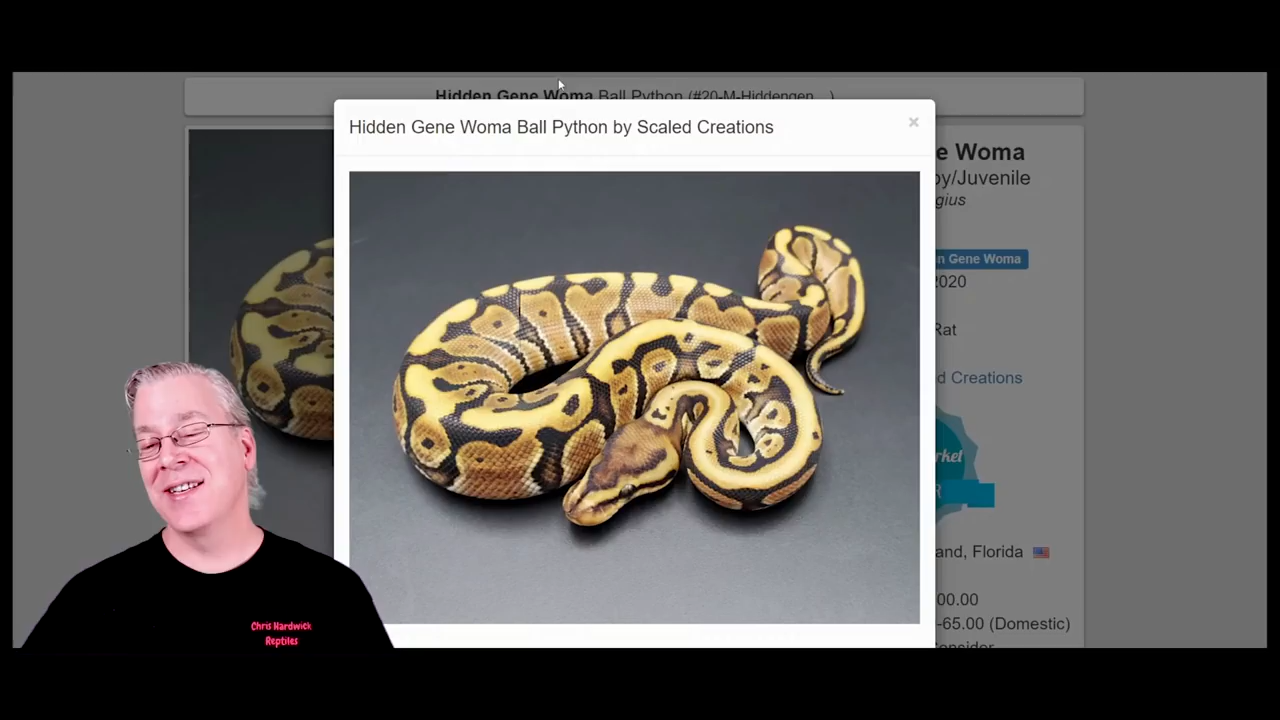 Hidden Gene Woma Ball Python (#20-M-Hiddengen...)
Hidden Gene Woma Ball Python by Scaled Creations
×
e Woma
by/Juvenile
gius
n Gene Woma
2020
Rat
d Creations
rket
R
and, Florida
00.00
-65.00 (Domestic)
Consider
Chris Hardwick
Reptiles